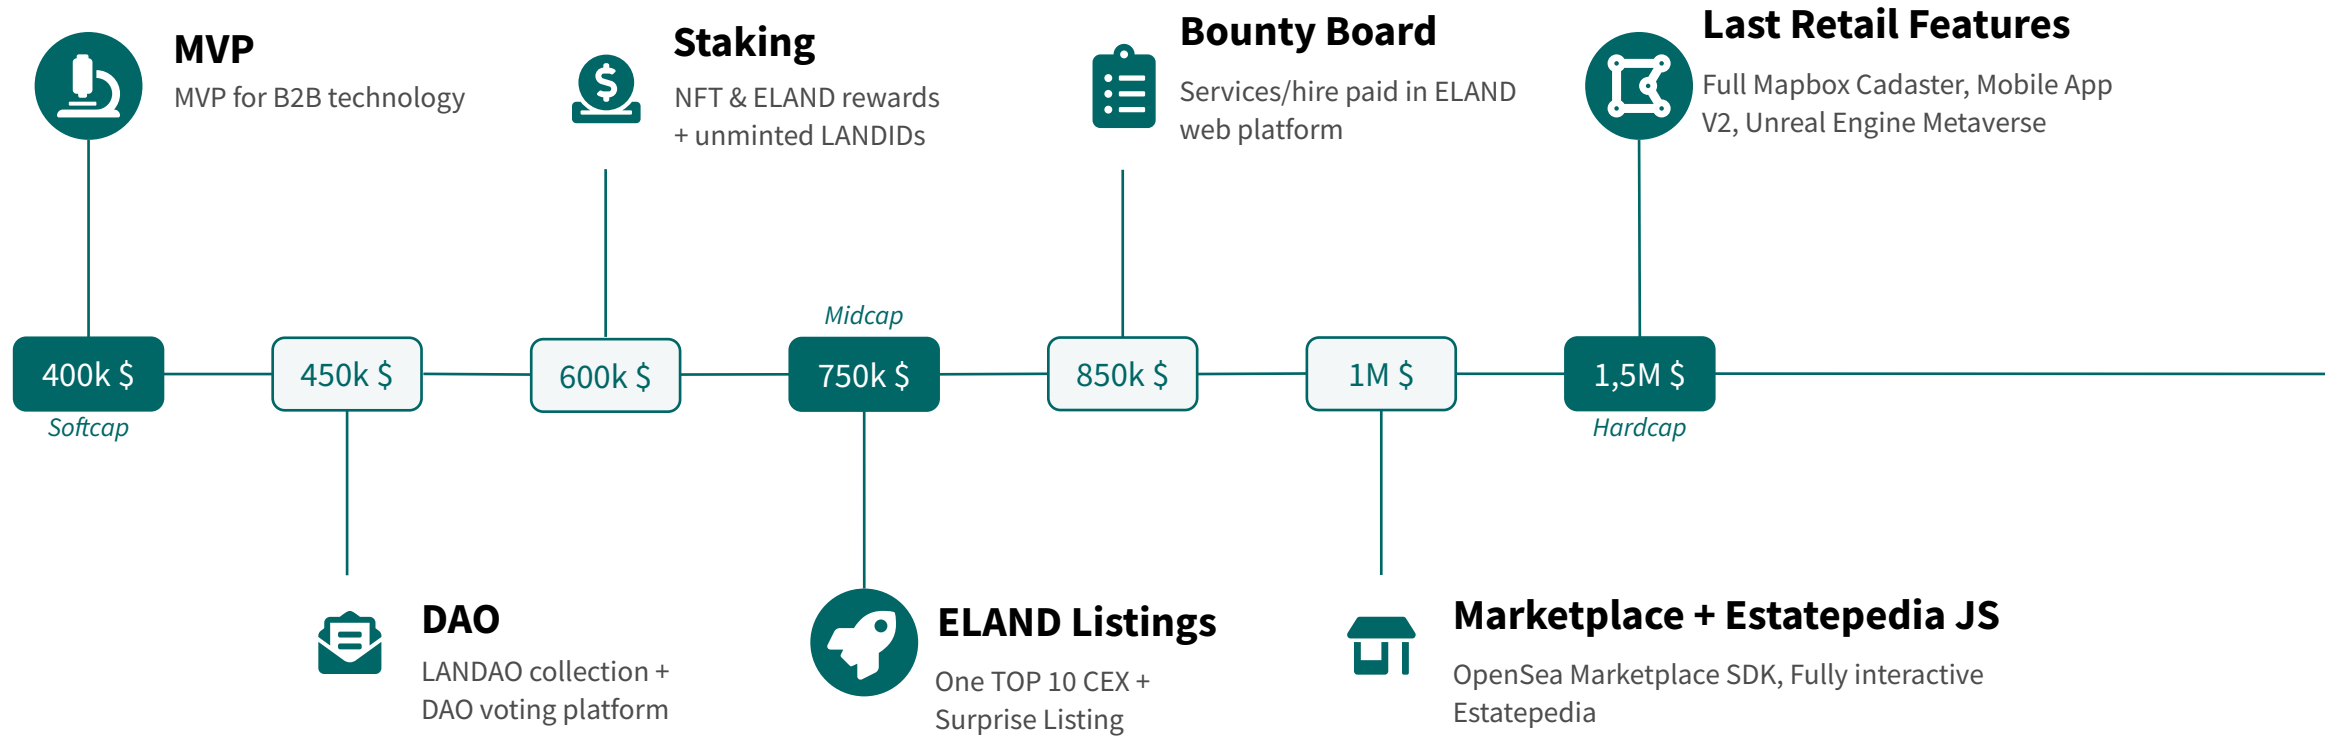 MVP
MVP for B2B technology
Staking
NFT & ELAND rewards
+ unminted LANDIDs
Bounty Board
Services/hire paid in ELAND
web platform
Last Retail Features
Full Mapbox Cadaster, Mobile App
V2, Unreal Engine Metaverse
Midcap
400k $
450k $
600k $
750k $
850k $
1M $
1,5M $
Softcap
Hardcap
DAO
LANDAO collection +
DAO voting platform
ELAND Listings
One TOP 10 CEX +
Surprise Listing
Marketplace + Estatepedia JS
OpenSea Marketplace SDK, Fully interactive
Estatepedia